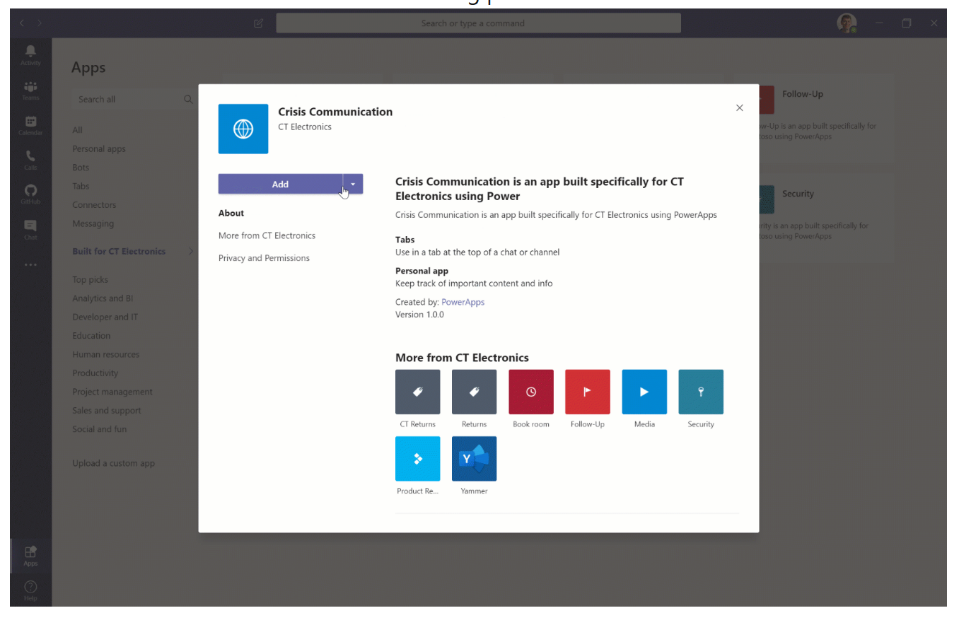 Search or type a command
Activity
Apps
Teams
Search all
Follow-Up
Calendar
All
Personal apps
Calls
Bots
Tabs
GitHub
Connectors
Security
Messaging
Chat
Built for CT Electronics
Top picks
Analytics and BI
Developer and IT
Education
Human resources
Productivity
Project management
Sales and support
Social and fun
Upload a custom app
Apps
Help
Crisis Communication
CT Electronics
Add
About
More from CT Electronics
Privacy and Permissions
Crisis Communication is an app built specifically for CT
Electronics using Power
Crisis Communication is an app built specifically for CT Electronics using PowerApps
Tabs
Use in a tab at the top of a chat or channel
Personal app
Keep track of important content and info
Created by: PowerApps
Version 1.0.0
More from CT Electronics
CT Returns
Returns
Book room
Follow-Up
Media
Security
Product Re...
Yammer
Y
is an app built specifically for
using PowerApps
is an app built specifically for
using PowerApps